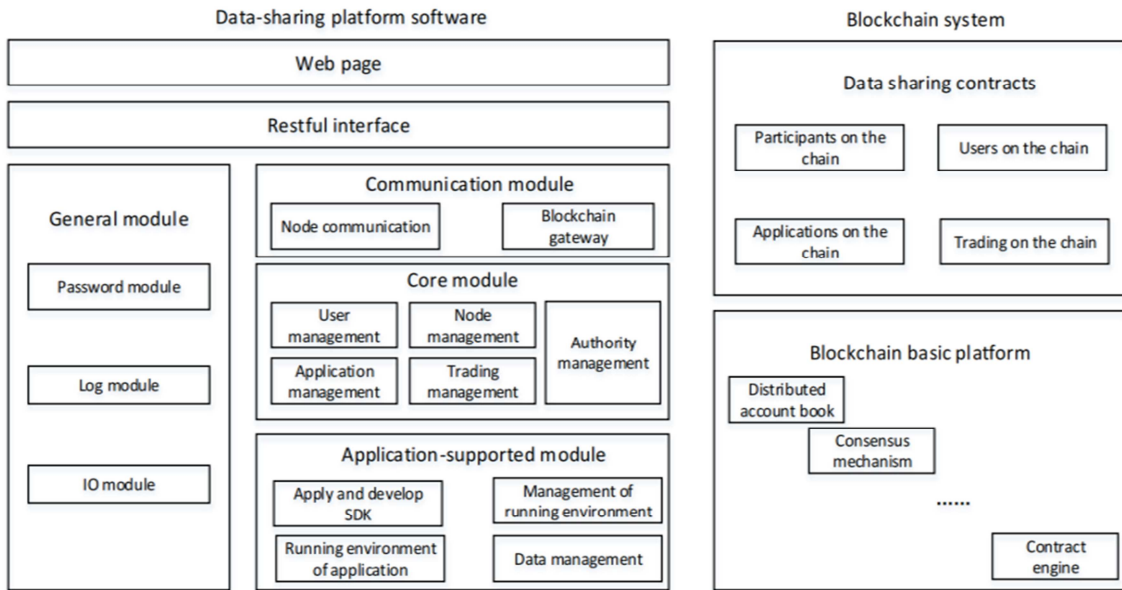 Data-sharing platform software
Web page
Restful interface
General module
Password module
Log module
IO module
Communication module
Node communication
Blockchain
gateway
Core module
User
management
Node
management
Authority
management
Application
management
Trading
management
Application-supported module
Apply and develop
SDK
Management of
running environment
Running environment
of application
Data management
Blockchain system
Data sharing contracts
Participants on the
chain
Users on the chain
Applications on the
chain
Trading on the chain
Blockchain basic platform
Distributed
account book
Consensus
mechanism
......
Contract
engine